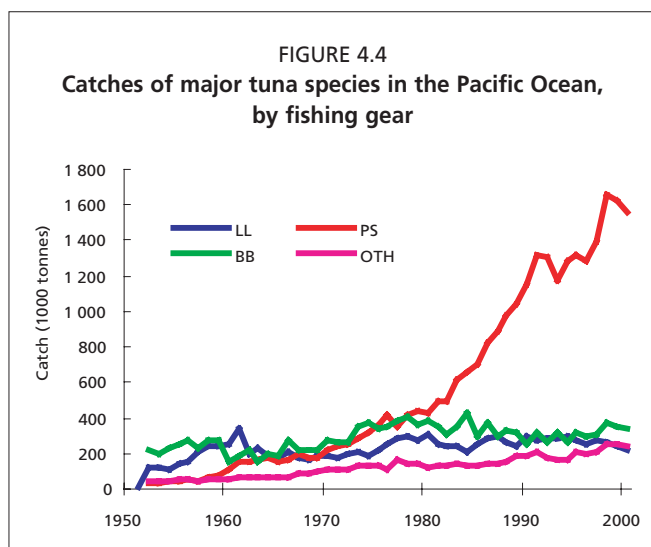 FIGURE 4.4
Catches of major tuna species in the Pacific Ocean,
by fishing gear
Catch (1000 tonnes)
1 800
1 600
1 400
1 200
1 000
800
600
400
200
0
LL
PS
BB
OTH
1950
1960
1970
1980
1990
2000